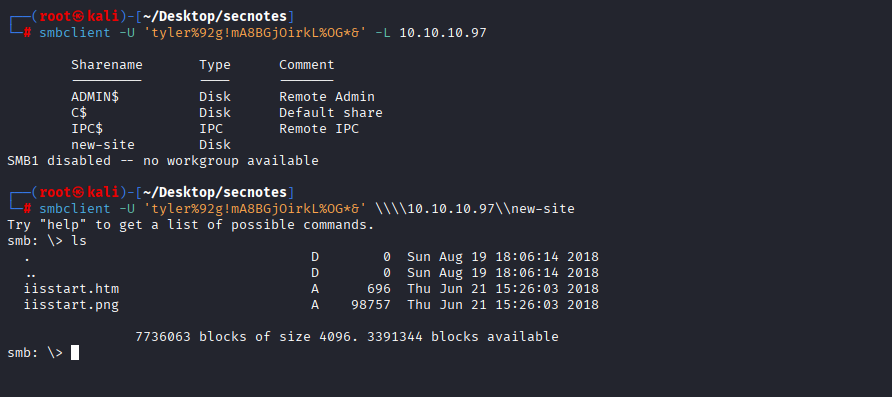 ┌──(root㉿kali)-[~/Desktop/secnotes]
└─# smbclient -U 'tyler%92g!mA8BGjOirkL%OG*&' -L 10.10.10.97
Sharename Type Comment
--------- ---- -------
ADMIN$ Disk Remote Admin
C$ Disk Default share
IPC$ IPC Remote IPC
new-site Disk
SMB1 disabled -- no workgroup available
┌──(root㉿kali)-[~/Desktop/secnotes]
└─# smbclient -U 'tyler%92g!mA8BGjOirkL%OG*&' \\\\10.10.10.97\\new-site
Try "help" to get a list of possible commands.
smb: \> ls
. D 0 Sun Aug 19 18:06:14 2018
.. D 0 Sun Aug 19 18:06:14 2018
iisstart.htm A 696 Thu Jun 21 15:26:03 2018
iisstart.png A 98757 Thu Jun 21 15:26:03 2018
7736063 blocks of size 4096. 3391344 blocks available
smb: \>